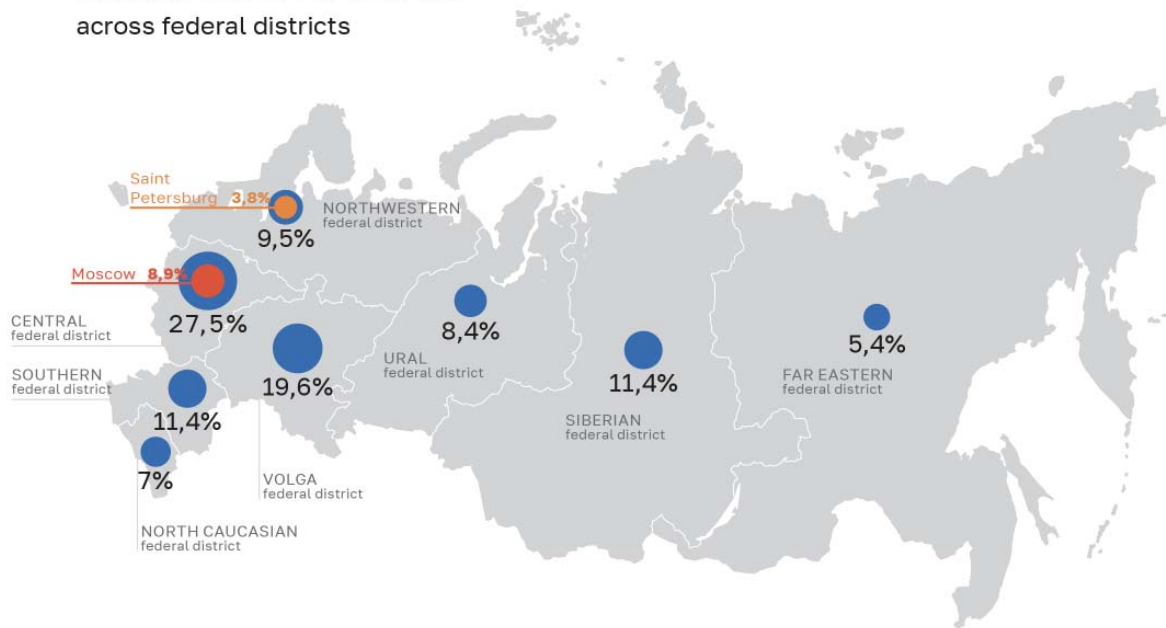 across federal districts
Saint
Petersburg 3,8%
NORTHWESTERN
federal district
9,5%
Moscow 8,9%
27,5%
CENTRAL
federal district
8,4%
URAL
federal district
5,4%
FAR EASTERN
federal district
SOUTHERN
federal district
19,6%
11,4%
SIBERIAN
federal district
11,4%
7%
VOLGA
federal district
NORTH CAUCASIAN
federal district